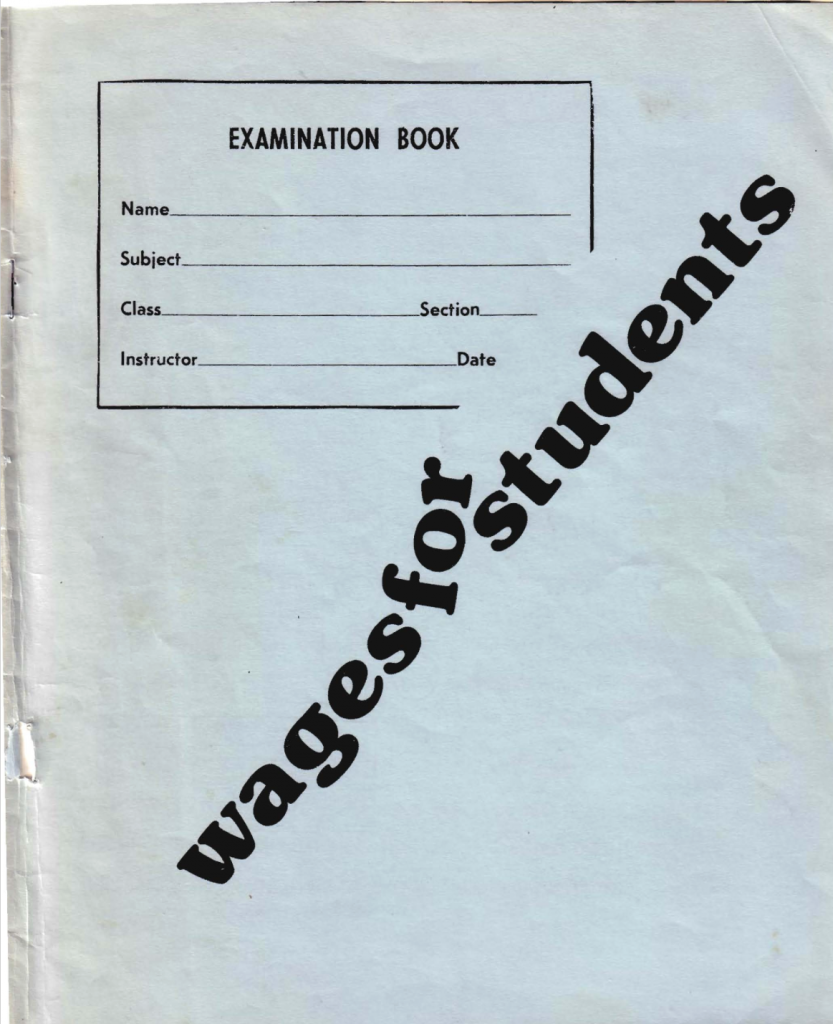 EXAMINATION BOOK
Name
Subject
Class Section
Instructor Date
wages for
students